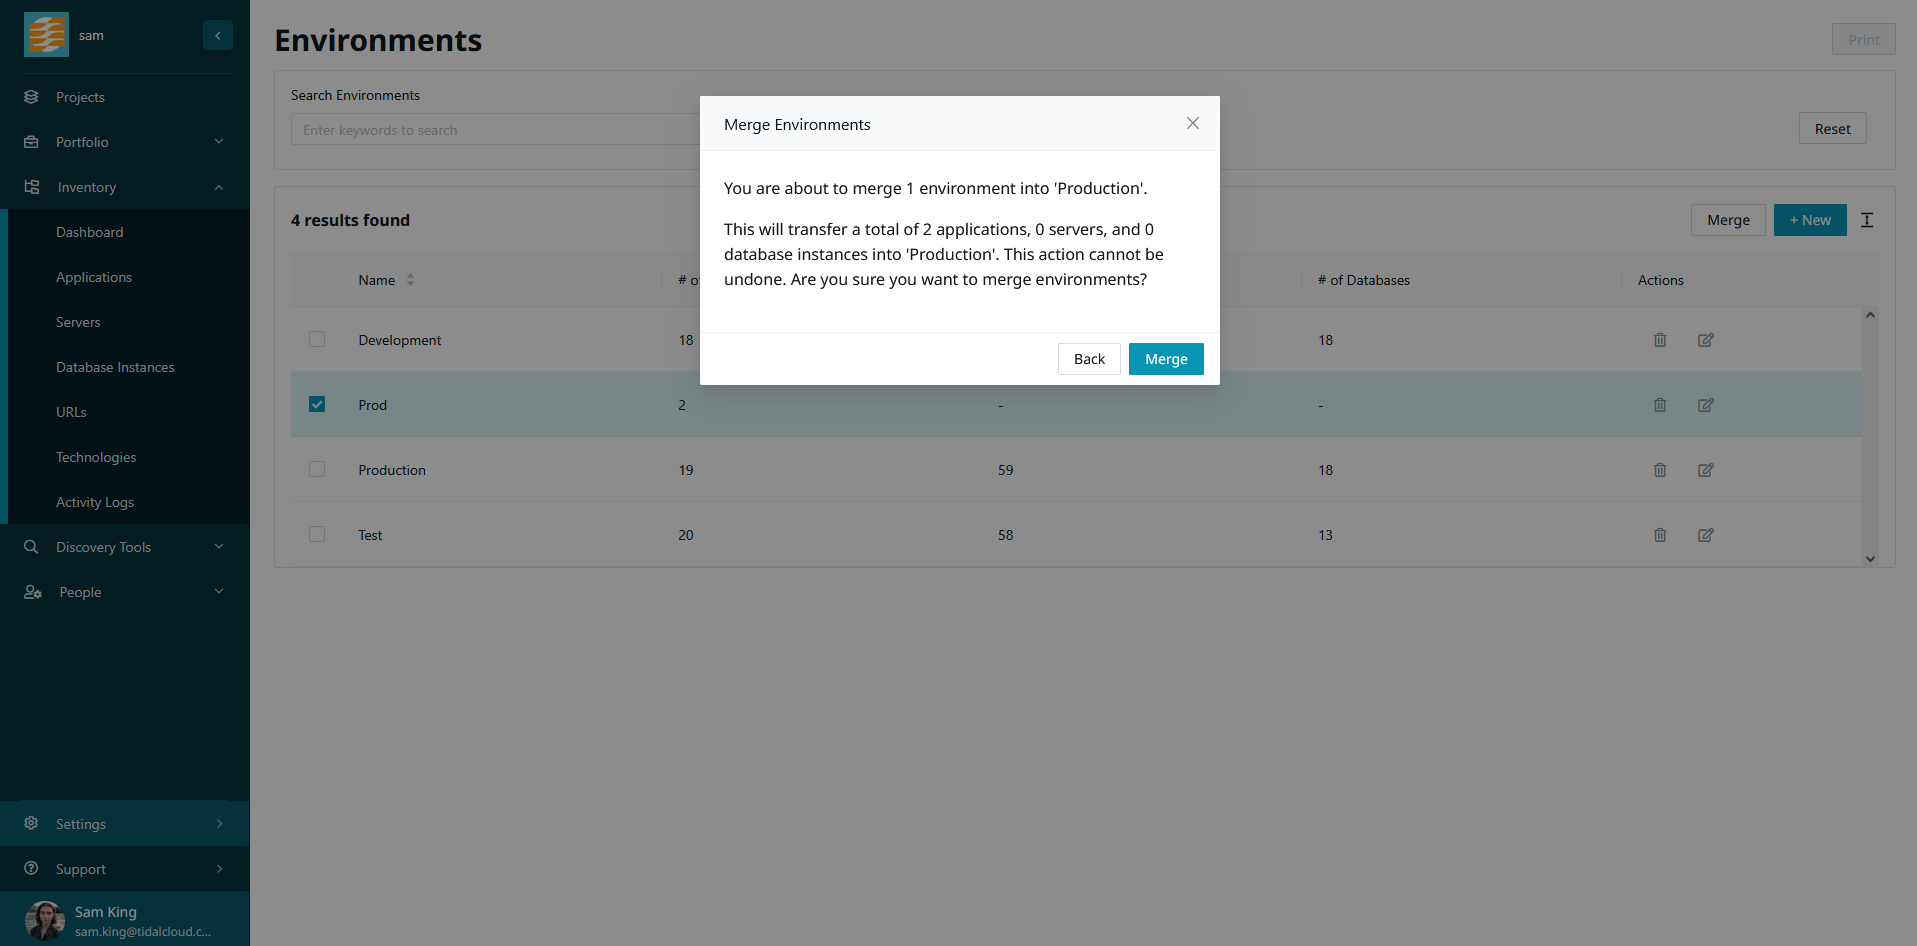 sam
Projects
Portfolio
Inventory
Dashboard
Applications
Servers
Database Instances
URLs
Technologies
Activity Logs
Discovery Tools
People
Settings
Support
Sam King
sam.king@tidalcloud.c...
Environments
Print
Search Environments
Enter keywords to search
Reset
4 results found
Merge
+ New
Name
# of Databases
Actions
Development 18 18
Prod 2 - -
Production 19 59 18
Test 20 58 13
Merge Environments
You are about to merge 1 environment into 'Production'.
This will transfer a total of 2 applications, 0 servers, and 0
database instances into 'Production'. This action cannot be
undone. Are you sure you want to merge environments?
Back
Merge